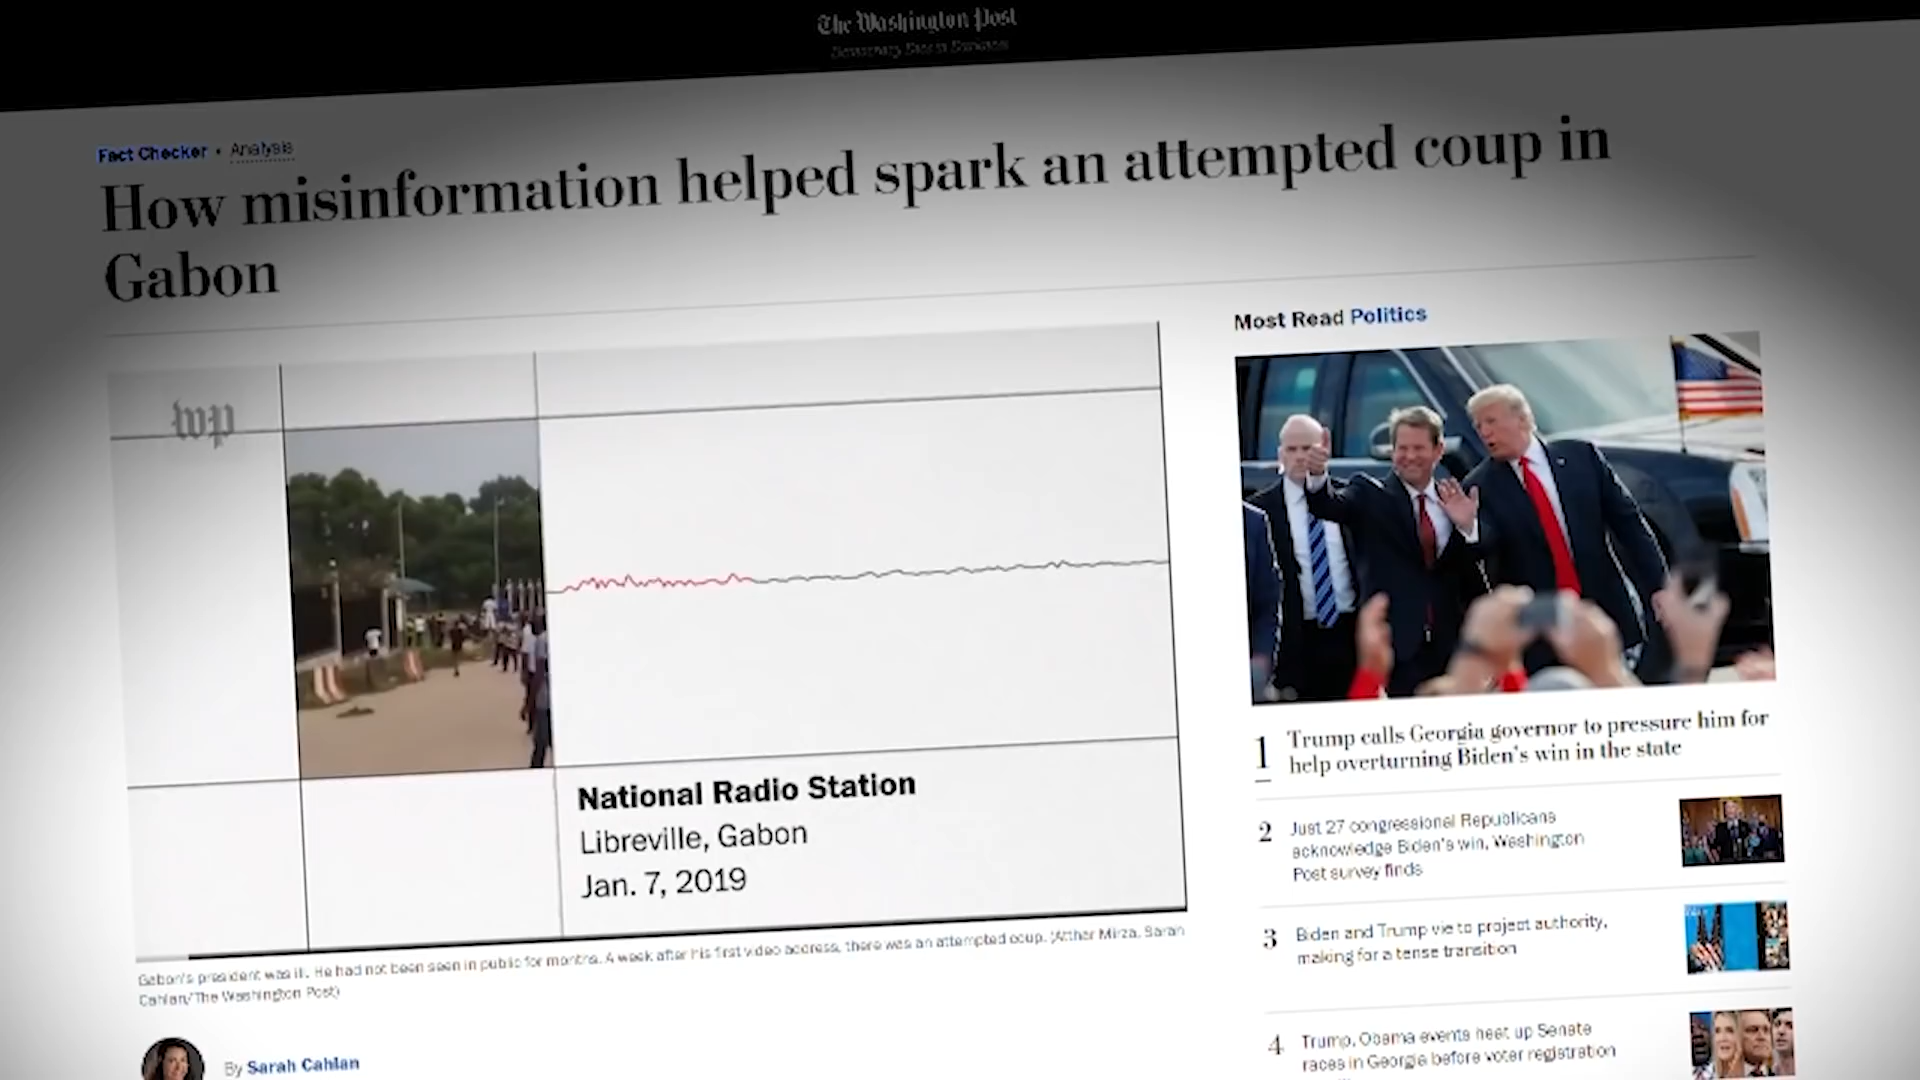 The Washington Post
Democracy Dies in Darkness
Fact Checker • Analysis
How misinformation helped spark an attempted coup in
Gabon
wp
National Radio Station
Libreville, Gabon
Jan. 7, 2019
Gabon's president was ill. He had not been seen in public for months. A week after his first video address, there was an attempted coup. (Atthar Mirza, Sarah
Cahlan/The Washington Post)
By Sarah Cahlan
Most Read Politics
1 Trump calls Georgia governor to pressure him for
help overturning Biden's win in the state
2 Just 27 congressional Republicans
acknowledge Biden's win, Washington
Post survey finds
3 Biden and Trump vie to project authority,
making for a tense transition
4 Trump, Obama events heat up Senate
races in Georgia before voter registration